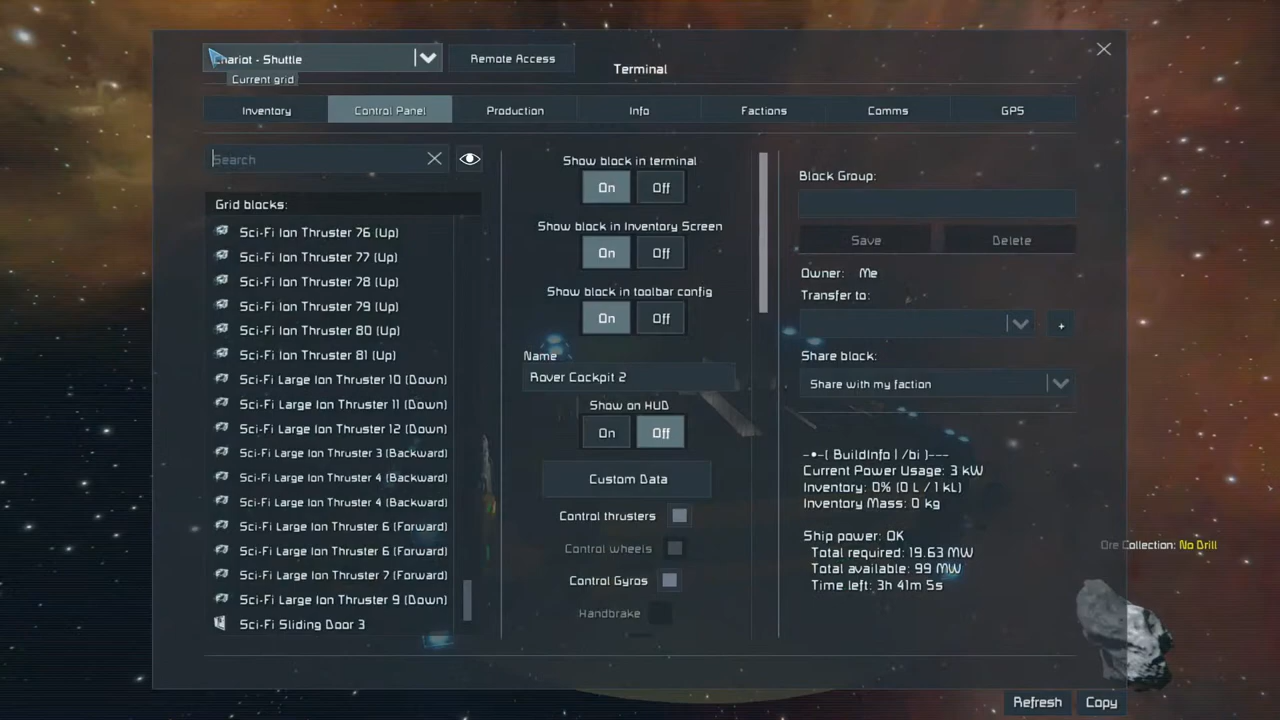 Chariot - Shuttle
Remote Access
Terminal
Current grid
Inventory
Control Panel
Production
Info
Factions
Comms
GPS
Search
Grid blocks:
Sci-Fi Ion Thruster 76 (Up)
Sci-Fi Ion Thruster 77 (Up)
Sci-Fi Ion Thruster 78 (Up)
Sci-Fi Ion Thruster 79 (Up)
Sci-Fi Ion Thruster 80 (Up)
Sci-Fi Ion Thruster 81 (Up)
Sci-Fi Large Ion Thruster 10 (Down)
Sci-Fi Large Ion Thruster 11 (Down)
Sci-Fi Large Ion Thruster 12 (Down)
Sci-Fi Large Ion Thruster 3 (Backward)
Sci-Fi Large Ion Thruster 4 (Backward)
Sci-Fi Large Ion Thruster 4 (Backward)
Sci-Fi Large Ion Thruster 6 (Forward)
Sci-Fi Large Ion Thruster 6 (Forward)
Sci-Fi Large Ion Thruster 7 (Forward)
Sci-Fi Large Ion Thruster 9 (Down)
Sci-Fi Sliding Door 3
Show block in terminal
On Off
Show block in Inventory Screen
On Off
Show block in toolbar config
On Off
Name
Rover Cockpit 2
Show on HUD
On Off
Custom Data
Control thrusters
Control wheels
Control Gyros
Handbrake
Block Group:
Save
Delete
Owner: Me
Transfer to:
+
Share block:
Share with my faction
-•-( BuildInfo | /bi )---
Current Power Usage: 3 kW
Inventory: 0% (0 L / 1 kL)
Inventory Mass: 0 kg
Ship power: OK
Total required: 19.63 MW
Total available: 99 MW
Time left: 3h 41m 5s
Ore Collection: No Drill
Refresh
Copy